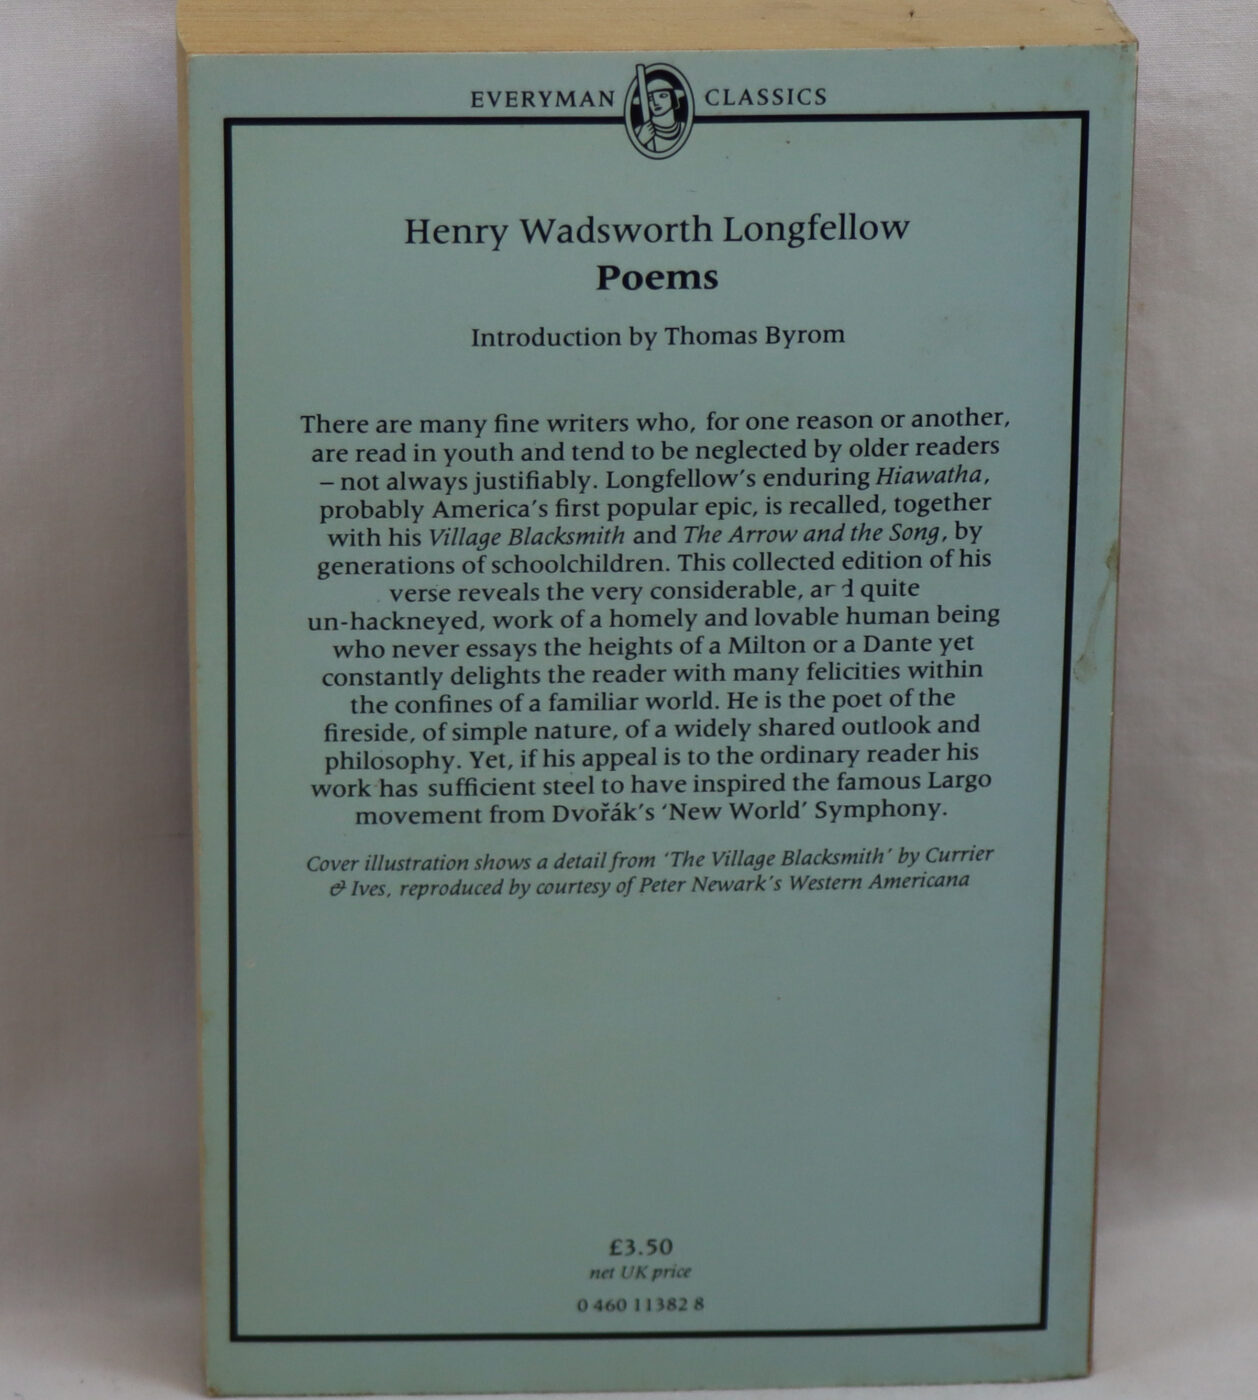 EVERYMAN CLASSICS
Henry Wadsworth Longfellow
Poems
Introduction by Thomas Byrom
There are many fine writers who, for one reason or another,
are read in youth and tend to be neglected by older readers
– not always justifiably. Longfellow's enduring Hiawatha,
probably America's first popular epic, is recalled, together
with his Village Blacksmith and The Arrow and the Song, by
generations of schoolchildren. This collected edition of his
verse reveals the very considerable, and quite
un-hackneyed, work of a homely and lovable human being
who never essays the heights of a Milton or a Dante yet
constantly delights the reader with many felicities within
the confines of a familiar world. He is the poet of the
fireside, of simple nature, of a widely shared outlook and
philosophy. Yet, if his appeal is to the ordinary reader his
work has sufficient steel to have inspired the famous Largo
movement from Dvořák's ‘New World’ Symphony.
Cover illustration shows a detail from ‘The Village Blacksmith’ by Currier
& Ives, reproduced by courtesy of Peter Newark's Western Americana
£3.50
net UK price
0 460 11382 8